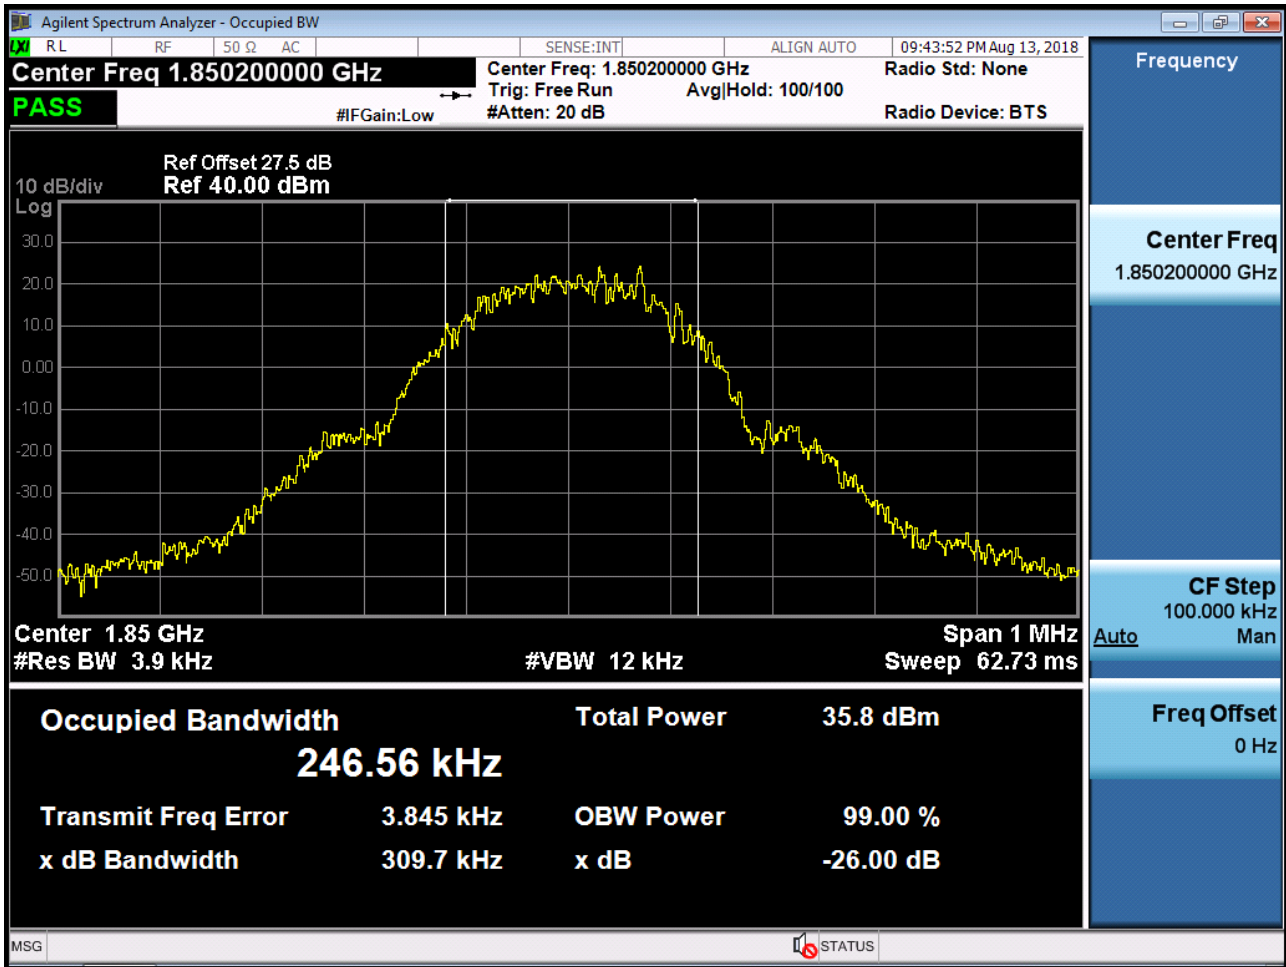 Agilent Spectrum Analyzer - Occupied BW
LXI RL RF 50 Ω AC SENSE:INT ALIGN AUTO 09:43:52 PM Aug 13, 2018
Center Freq 1.850200000 GHz
PASS
#IFGain:Low
Center Freq: 1.850200000 GHz
Trig: Free Run Avg|Hold: 100/100
#Atten: 20 dB
Radio Std: None
Radio Device: BTS
Ref Offset 27.5 dB
10 dB/div Ref 40.00 dBm
Log
30.0
20.0
10.0
0.00
-10.0
-20.0
-30.0
-40.0
-50.0
Center 1.85 GHz Span 1 MHz
#Res BW 3.9 kHz #VBW 12 kHz Sweep 62.73 ms
Occupied Bandwidth Total Power 35.8 dBm
246.56 kHz
Transmit Freq Error 3.845 kHz OBW Power 99.00 %
x dB Bandwidth 309.7 kHz x dB -26.00 dB
Frequency
Center Freq
1.850200000 GHz
CF Step
100.000 kHz
Auto Man
Freq Offset
0 Hz
MSG STATUS